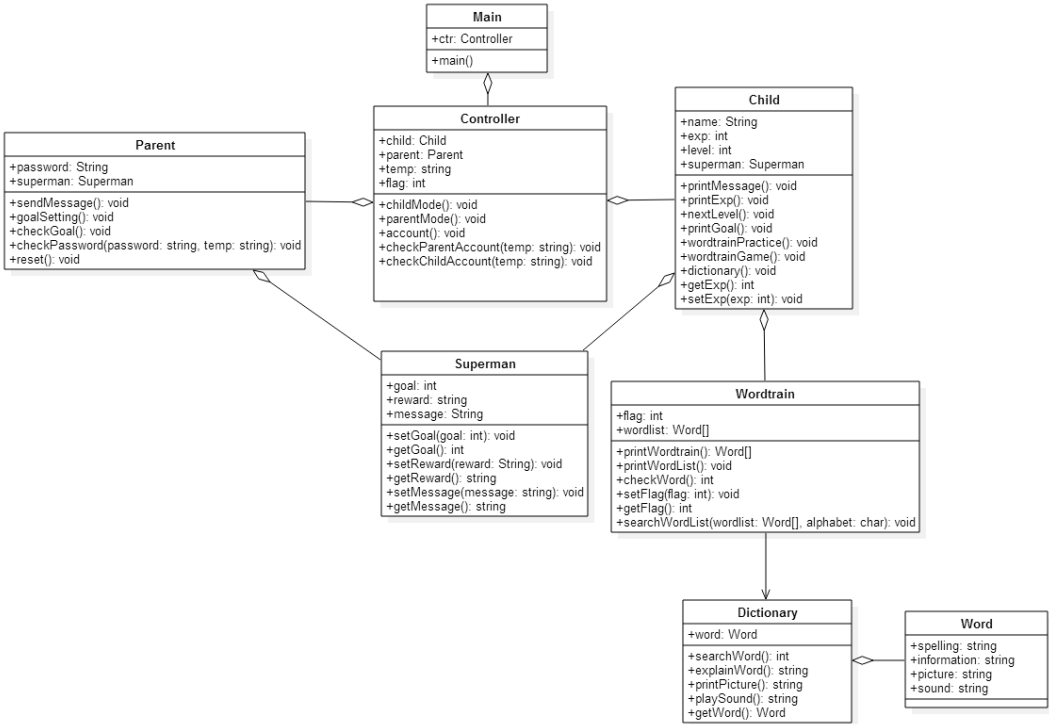 Main
+ctr: Controller
+main()
Controller
+child: Child
+parent: Parent
+temp: string
+flag: int
+childMode(): void
+parentMode(): void
+account(): void
+checkParentAccount(temp: string): void
+checkChildAccount(temp: string): void
Child
+name: String
+exp: int
+level: int
+superman: Superman
+printMessage(): void
+printExp(): void
+nextLevel(): void
+printGoal(): void
+wordtrainPractice(): void
+wordtrainGame(): void
+dictionary(): void
+getExp(): int
+setExp(exp: int): void
Parent
+password: String
+superman: Superman
+sendMessage(): void
+goalSetting(): void
+checkGoal(): void
+checkPassword(password: string, temp: string): void
+reset(): void
Superman
+goal: int
+reward: string
+message: String
+setGoal(goal: int): void
+getGoal(): int
+setReward(reward: String): void
+getReward(): string
+setMessage(message: string): void
+getMessage(): string
Wordtrain
+flag: int
+wordlist: Word[]
+printWordtrain(): Word[]
+printWordList(): void
+checkWord(): int
+setFlag(flag: int): void
+getFlag(): int
+searchWordList(wordlist: Word[], alphabet: char): void
Dictionary
+word: Word
+searchWord(): int
+explainWord(): string
+printPicture(): string
+playSound(): string
+getWord(): Word
Word
+spelling: string
+information: string
+picture: string
+sound: string